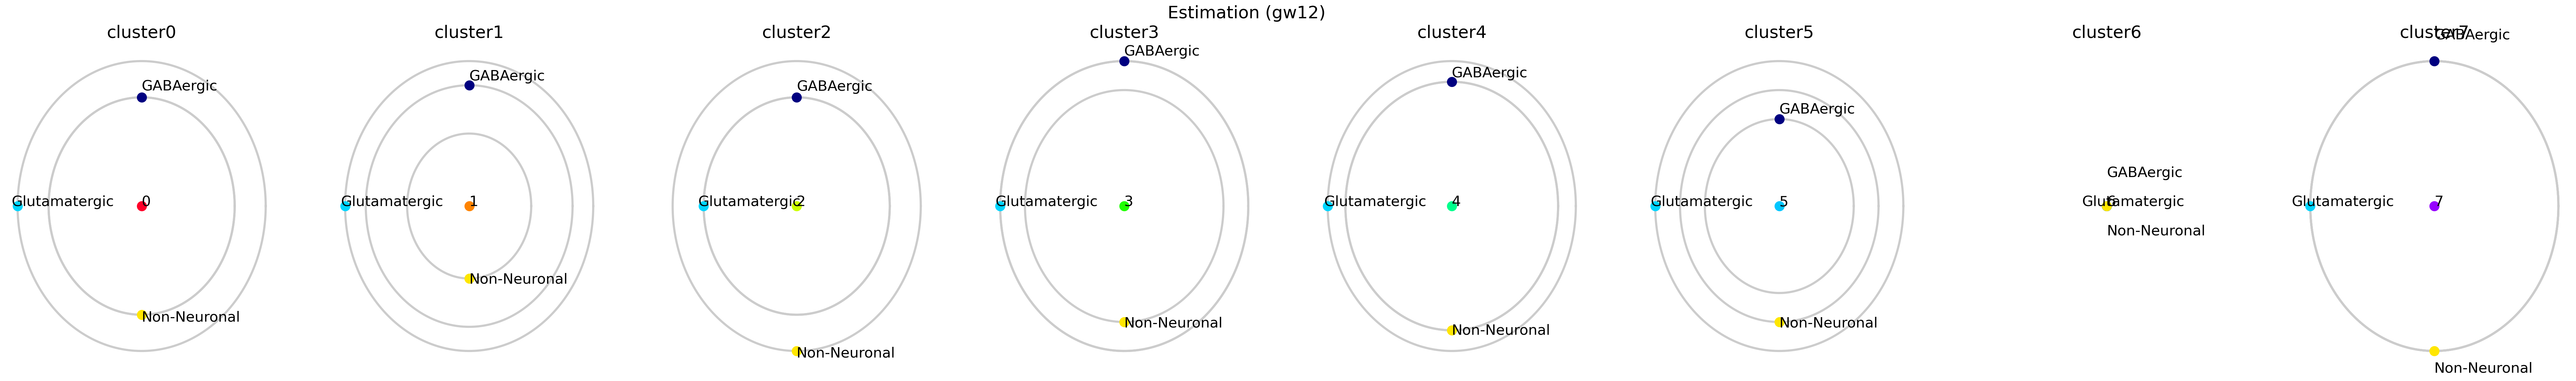 Estimation (gw12)
cluster0
GABAergic
Glutamatergic
0
Non-Neuronal
cluster1
GABAergic
Glutamatergic
1
Non-Neuronal
cluster2
GABAergic
Glutamatergic
2
Non-Neuronal
cluster3
GABAergic
Glutamatergic
3
Non-Neuronal
cluster4
GABAergic
Glutamatergic
4
Non-Neuronal
cluster5
GABAergic
Glutamatergic
5
Non-Neuronal
cluster6
GABAergic
Glutamatergic
6
Non-Neuronal
cluster7
GABAergic
Glutamatergic
7
Non-Neuronal